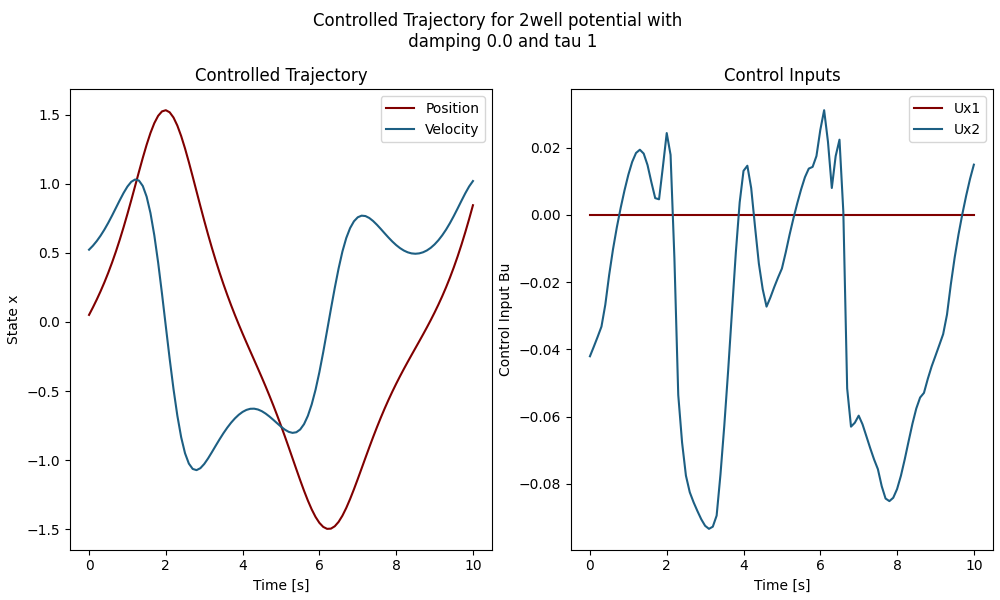 Controlled Trajectory for 2well potential with
damping 0.0 and tau 1
Controlled Trajectory
State x
1.5
1.0
0.5
0.0
−0.5
−1.0
−1.5
Position
Velocity
0 2 4 6 8 10
Time [s]
Control Inputs
Control Input Bu
0.02
0.00
−0.02
−0.04
−0.06
−0.08
Ux1
Ux2
0 2 4 6 8 10
Time [s]